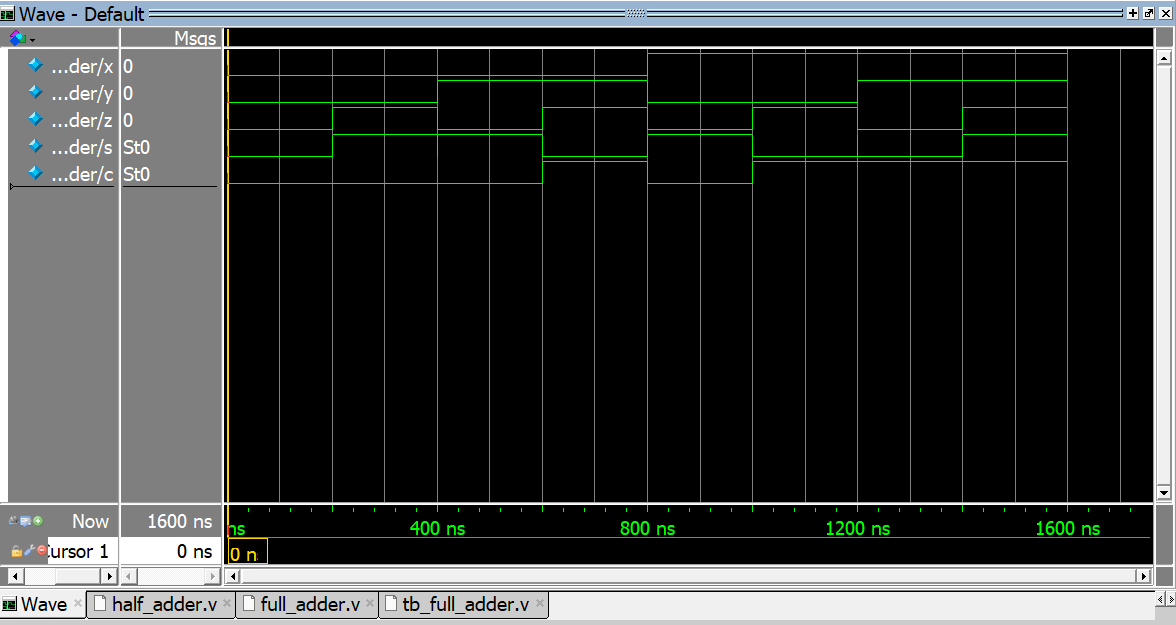 Wave - Default
Msgs
...der/x 0
...der/y 0
...der/z 0
...der/s St0
...der/c St0
Now 1600 ns
ns 400 ns 800 ns 1200 ns 1600 ns
Cursor 1 0 ns
0 n
Wave half_adder.v full_adder.v tb_full_adder.v